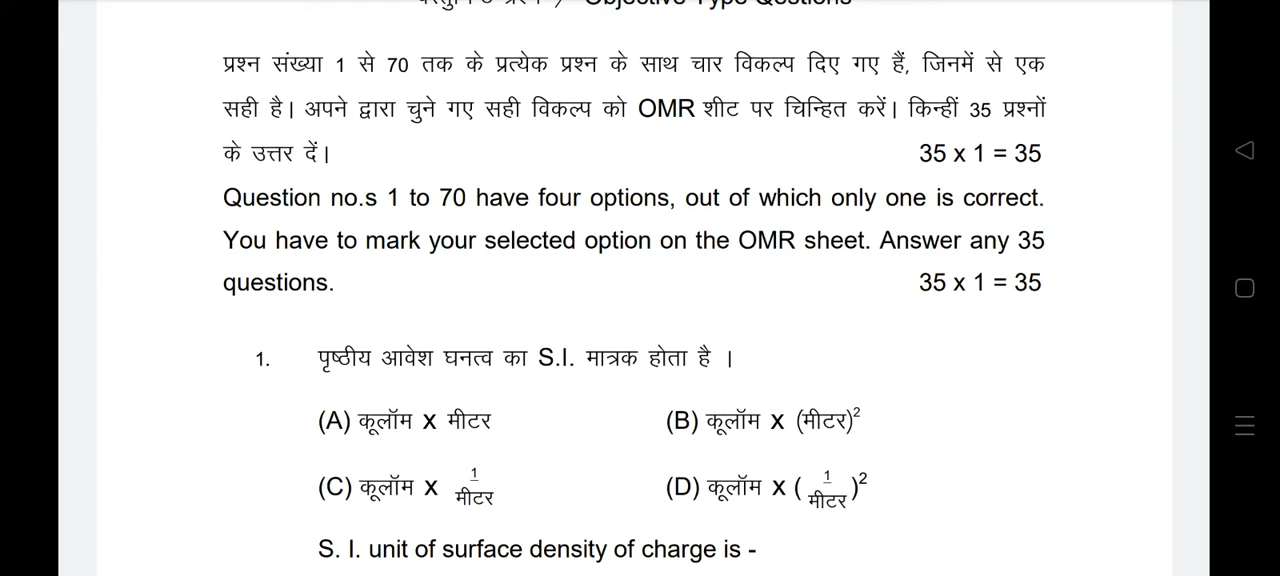 Objective Type Qestions
प्रश्न संख्या 1 से 70 तक के प्रत्येक प्रश्न के साथ चार विकल्प दिए गए हैं, जिनमें से एक
सही है। अपने द्वारा चुने गए सही विकल्प को OMR शीट पर चिन्हित करें। किन्हीं 35 प्रश्नों
के उत्तर दें। 35 x 1 = 35
Question no.s 1 to 70 have four options, out of which only one is correct.
You have to mark your selected option on the OMR sheet. Answer any 35
questions. 35 x 1 = 35
1. पृष्ठीय आवेश घनत्व का S.I. मात्रक होता है ।
(A) कूलॉम x मीटर (B) कूलॉम x (मीटर)²
(C) कूलॉम x 1/मीटर (D) कूलॉम x (1/मीटर)²
S. I. unit of surface density of charge is -